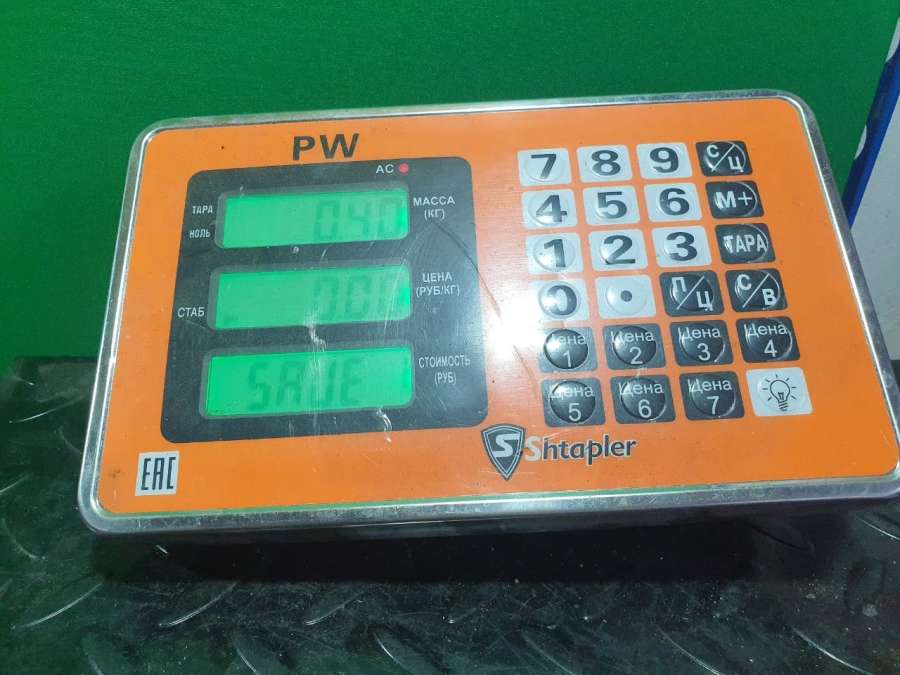 PW
AC
ТАРА
НОЛЬ
0.40
МАССА
(КГ)
0.00
ЦЕНА
(РУБ/КГ)
СТАБ
SAVE
СТОИМОСТЬ
(РУБ)
7 8 9 С/Ц
4 5 6 М+
1 2 3 ТАРА
0 • П/Ц С/В
Цена 1 Цена 2 Цена 3 Цена 4
Цена 5 Цена 6 Цена 7
S Shtapler
EAC